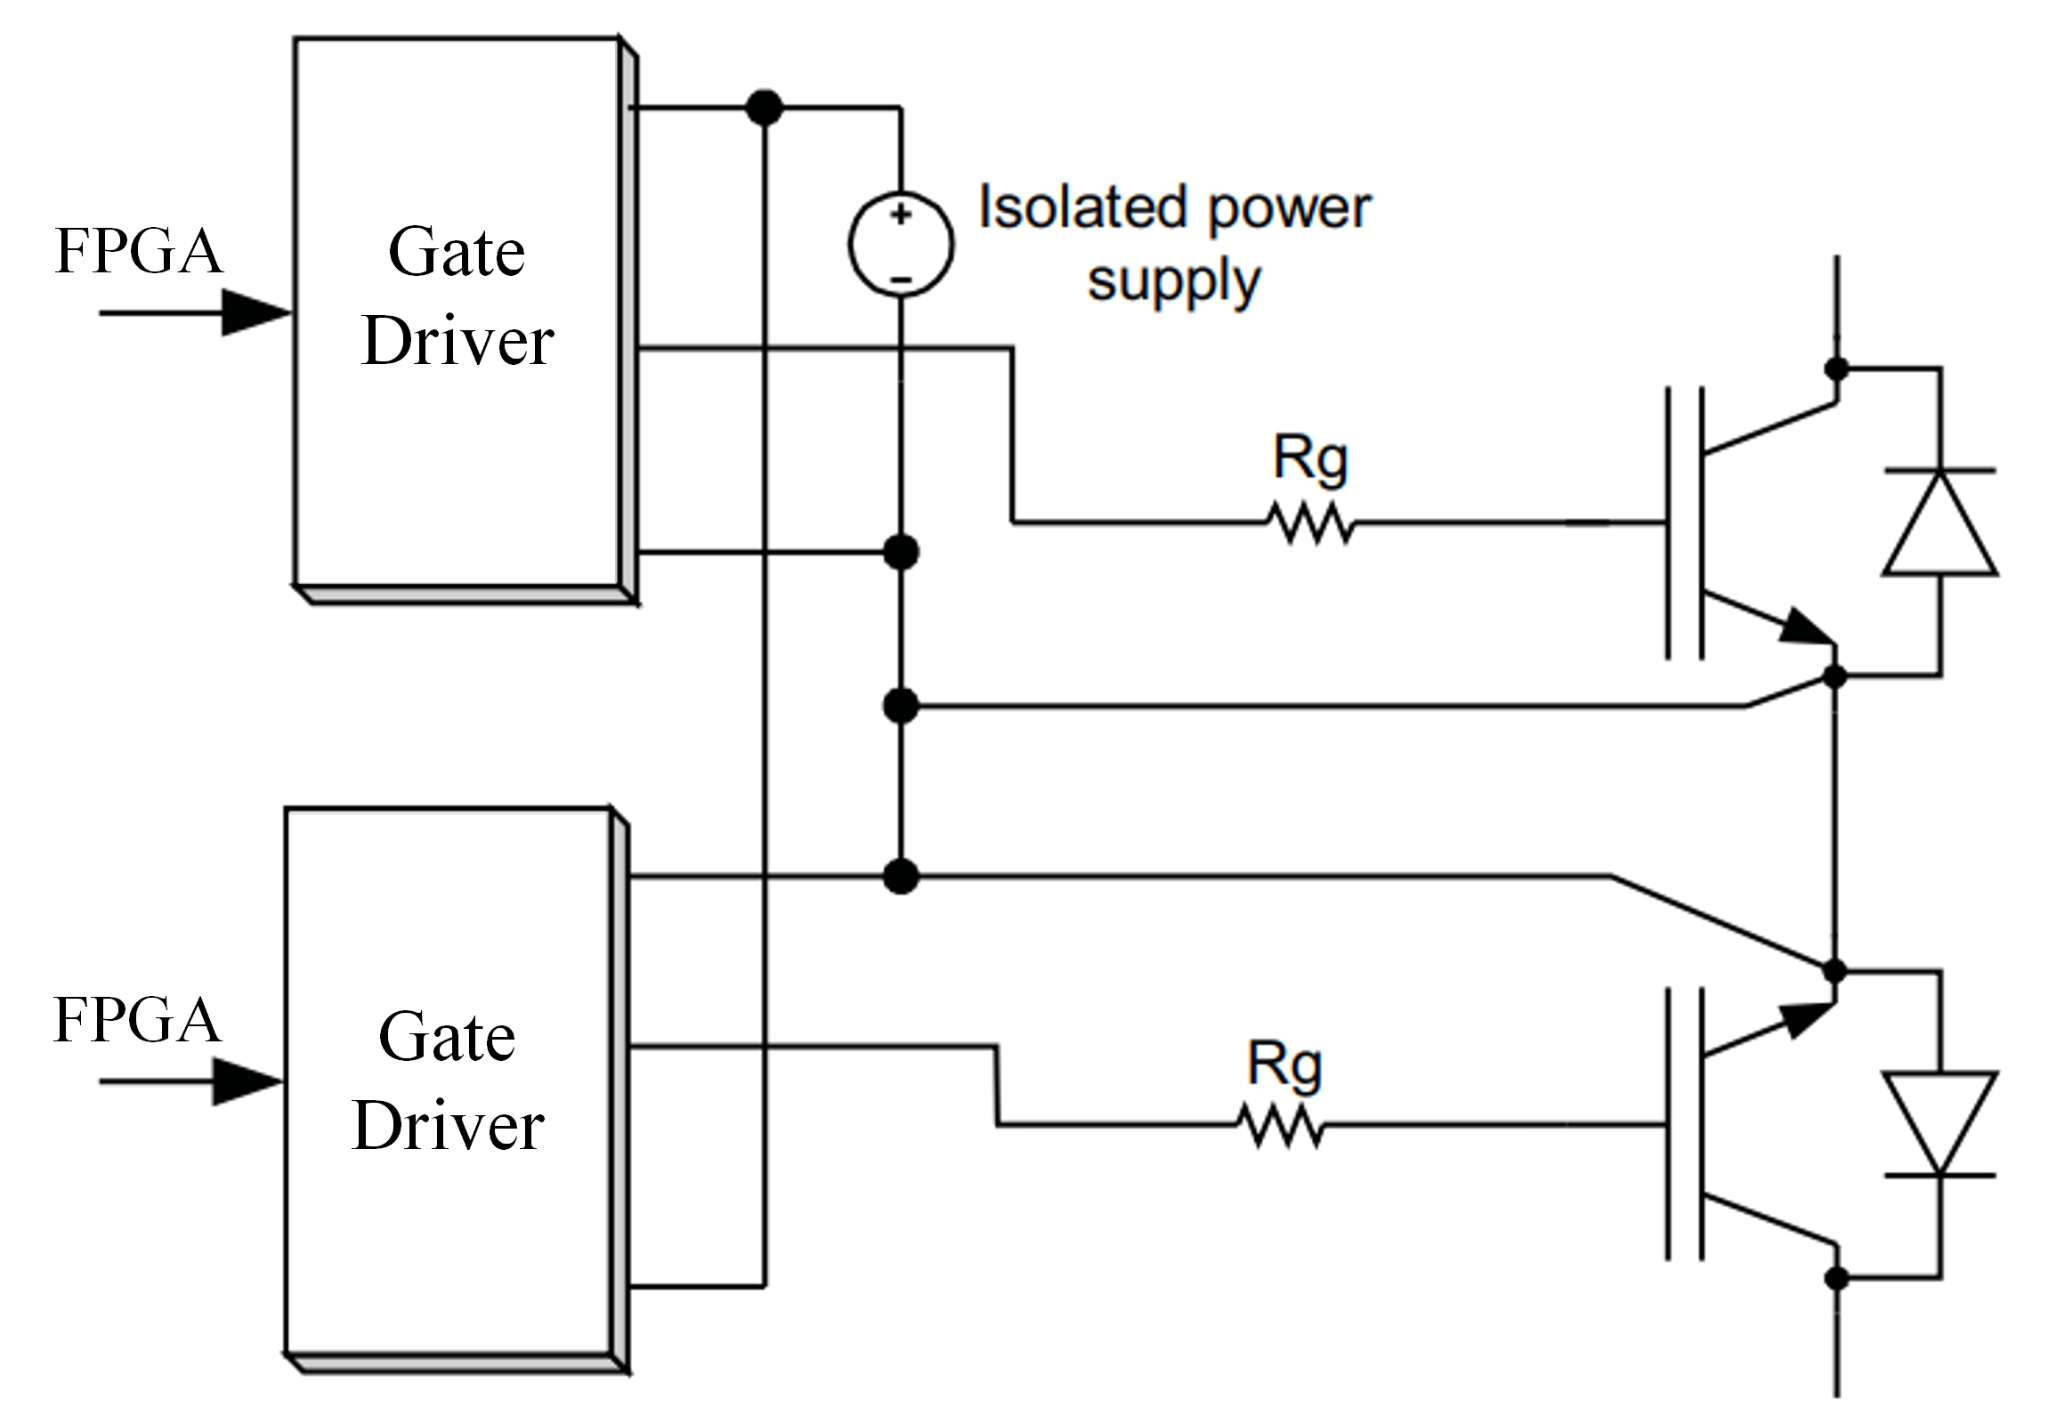 FPGA
Gate
Driver
+
−
Isolated power
supply
Rg
FPGA
Gate
Driver
Rg